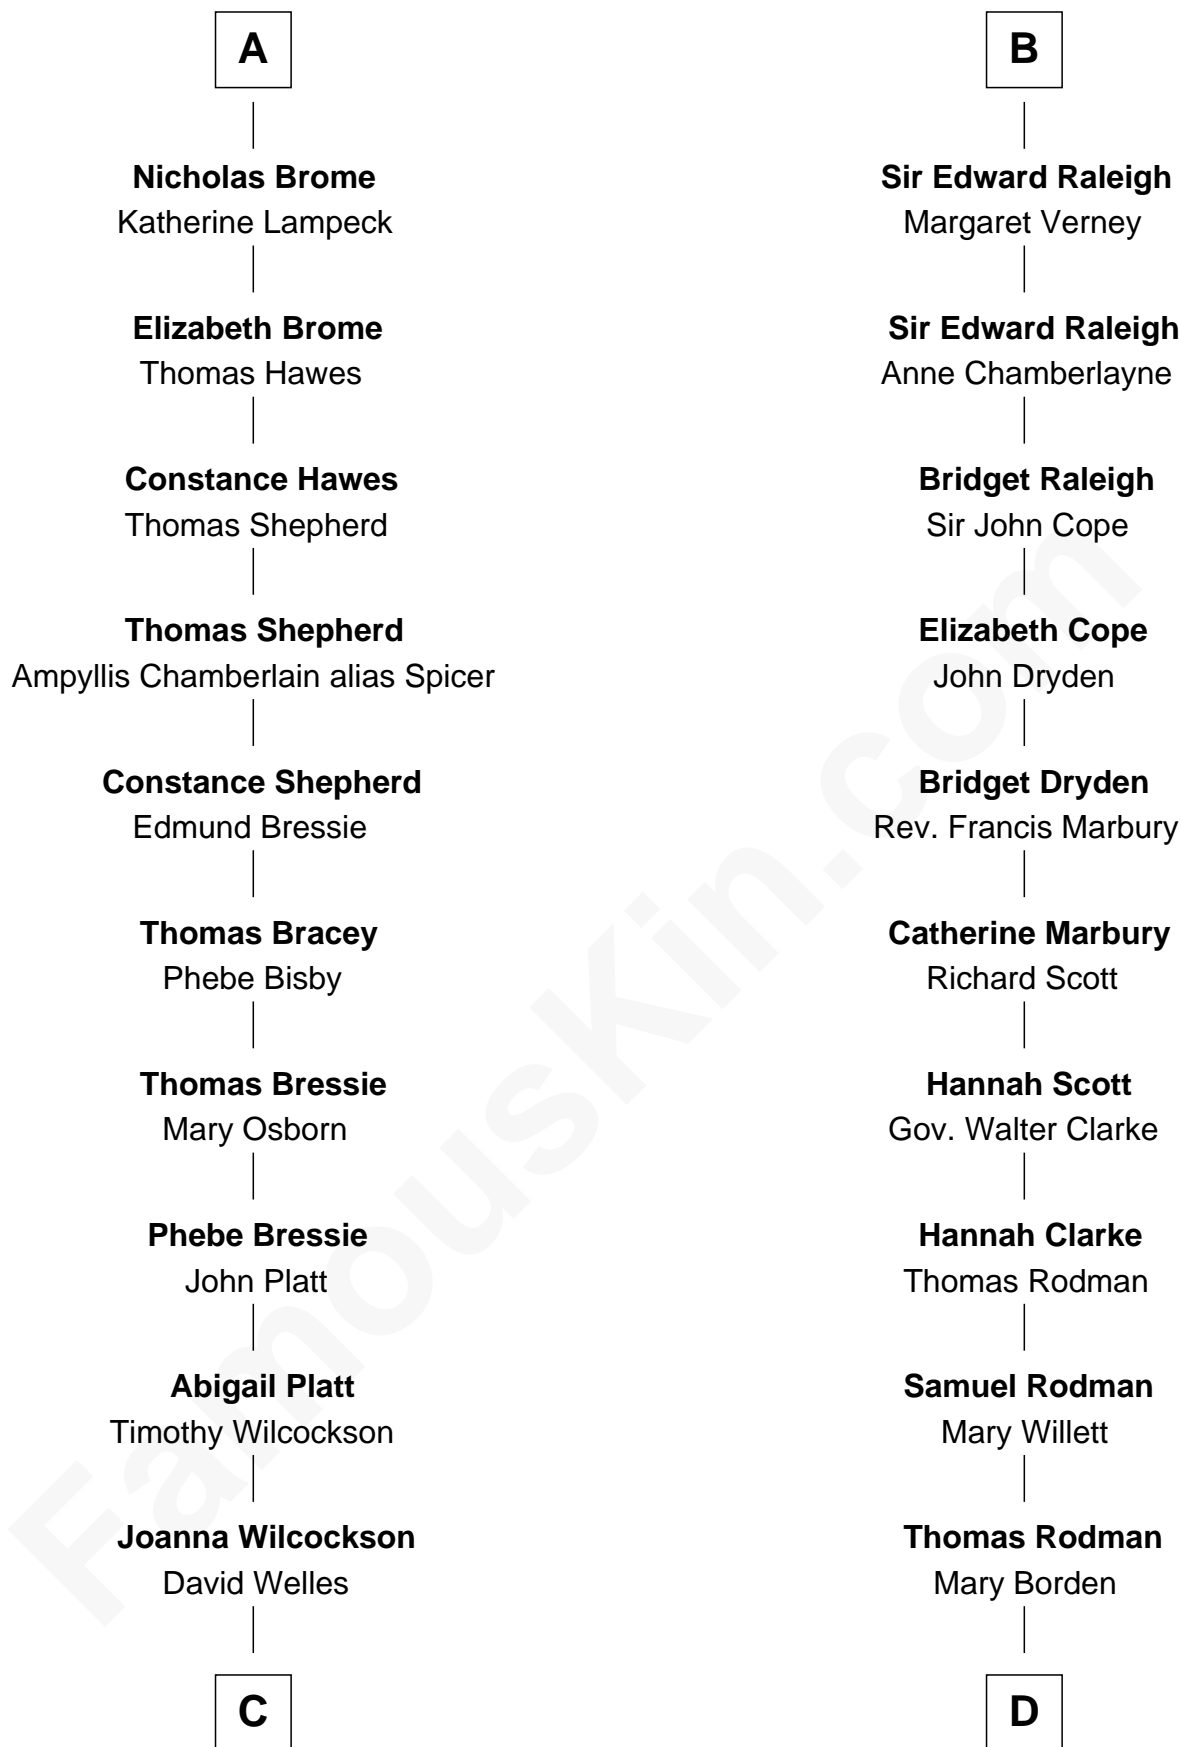 A
Nicholas Brome
Katherine Lampeck
Elizabeth Brome
Thomas Hawes
Constance Hawes
Thomas Shepherd
Thomas Shepherd
Ampyllis Chamberlain alias Spicer
Constance Shepherd
Edmund Bressie
Thomas Bracey
Phebe Bisby
Thomas Bressie
Mary Osborn
Phebe Bressie
John Platt
Abigail Platt
Timothy Wilcockson
Joanna Wilcockson
David Welles
C
B
Sir Edward Raleigh
Margaret Verney
Sir Edward Raleigh
Anne Chamberlayne
Bridget Raleigh
Sir John Cope
Elizabeth Cope
John Dryden
Bridget Dryden
Rev. Francis Marbury
Catherine Marbury
Richard Scott
Hannah Scott
Gov. Walter Clarke
Hannah Clarke
Thomas Rodman
Samuel Rodman
Mary Willett
Thomas Rodman
Mary Borden
D
FamousKin.com